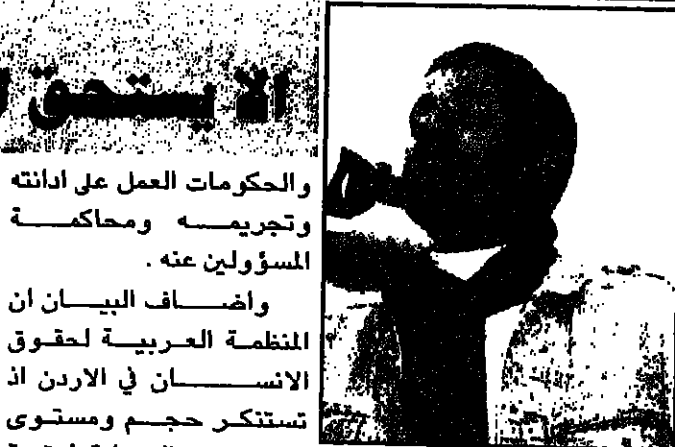 الا يستحق
والحكومات العمل على ادانته
وتجريمه ومحاكمة
المسؤولين عنه .
واضاف البيان ان
المنظمة العربية لحقوق
الانسان في الاردن اذ
تستنكر حجم ومستوى